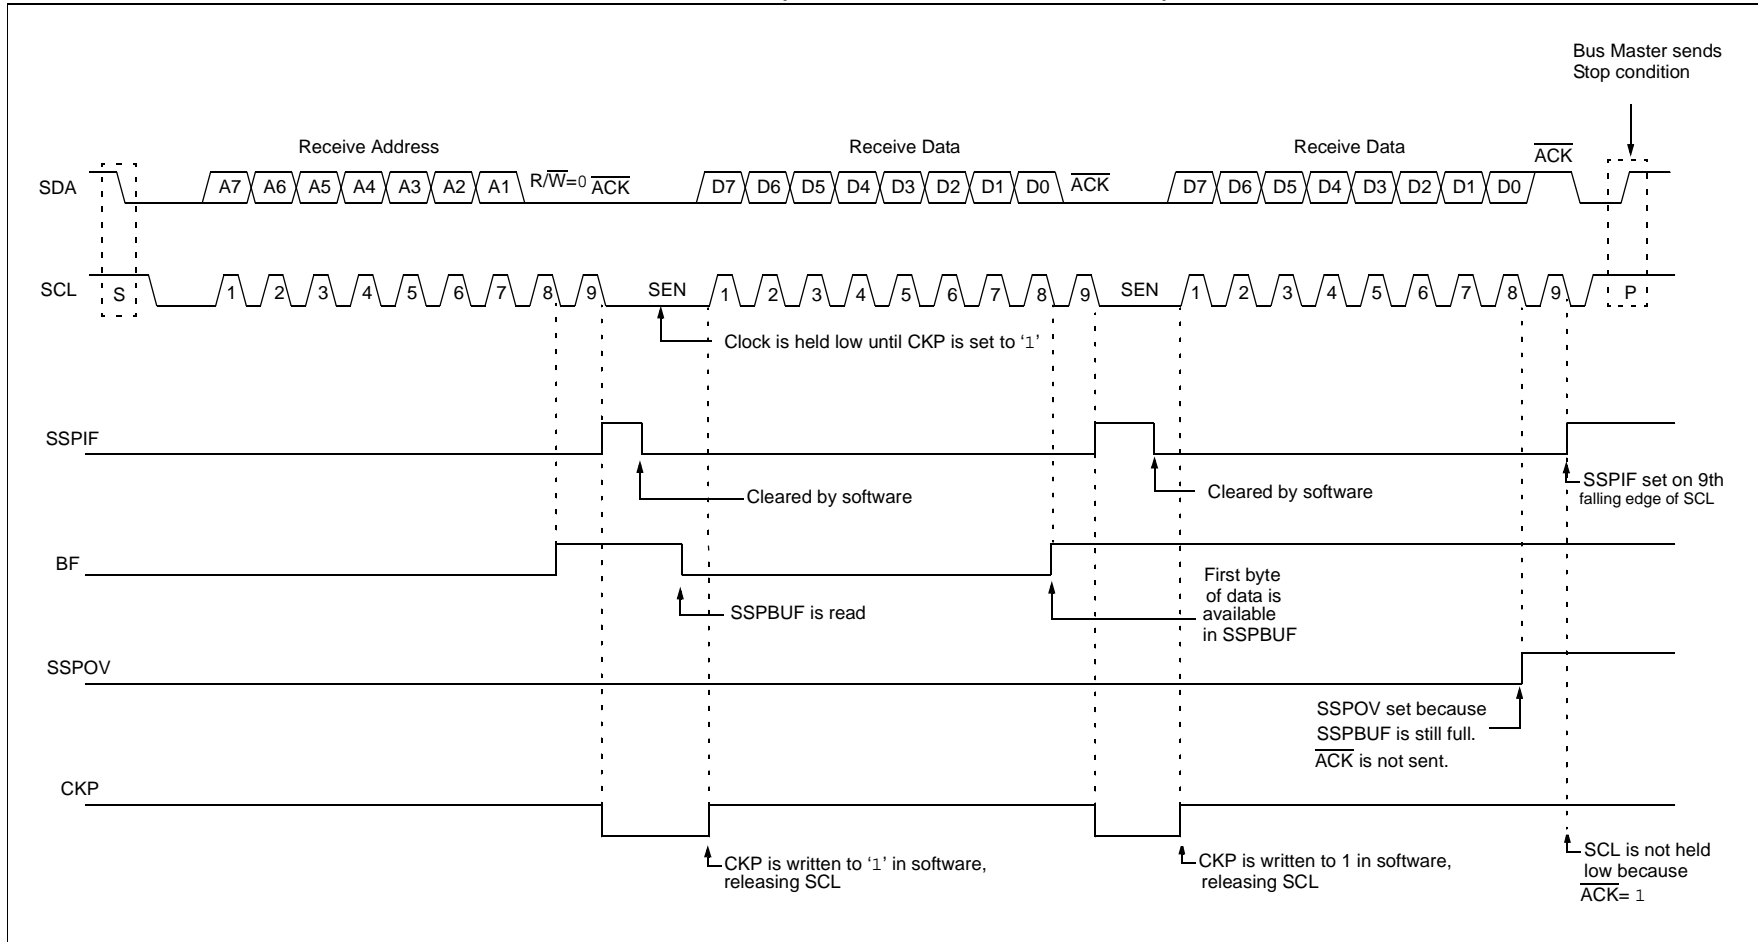 Bus Master sends
Stop condition
Receive Address
Receive Data
Receive Data
ACK
SDA
A7 A6 A5 A4 A3 A2 A1 R/W=0 ACK
D7 D6 D5 D4 D3 D2 D1 D0 ACK
D7 D6 D5 D4 D3 D2 D1 D0
SCL
S
1 2 3 4 5 6 7 8 9 SEN
1 2 3 4 5 6 7 8 9 SEN
1 2 3 4 5 6 7 8 9
P
Clock is held low until CKP is set to ‘1’
SSPIF
Cleared by software
Cleared by software
SSPIF set on 9th
falling edge of SCL
BF
SSPBUF is read
First byte
of data is
available
in SSPBUF
SSPOV
SSPOV set because
SSPBUF is still full.
ACK is not sent.
CKP
CKP is written to ‘1’ in software,
releasing SCL
CKP is written to 1 in software,
releasing SCL
SCL is not held
low because
ACK= 1